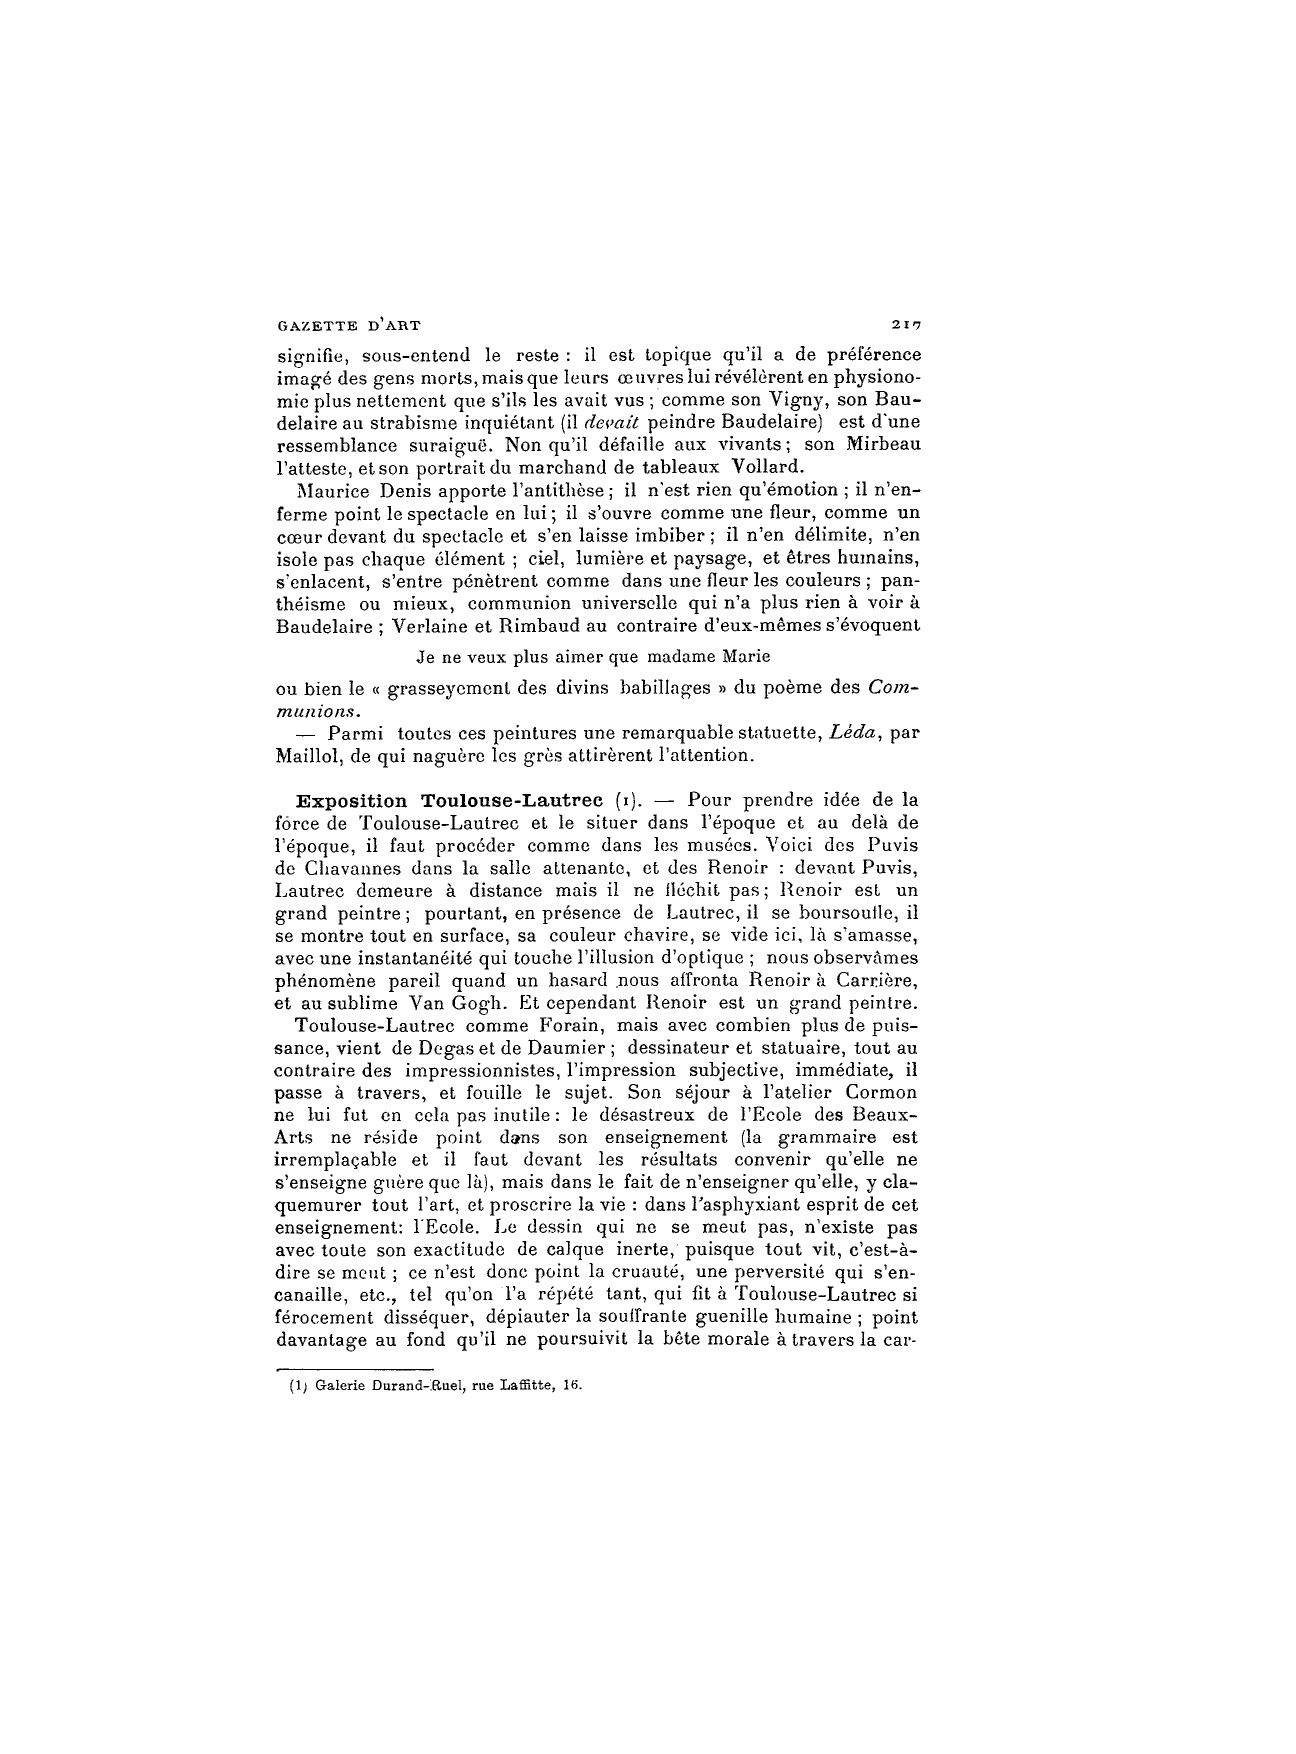 GAZETTE D'ART 217
signifie, sous-entend le reste : il est topique qu'il a de préférence
imagé des gens morts, mais que leurs œuvres lui révélèrent en physiono-
mie plus nettement que s'ils les avait vus ; comme son Vigny, son Bau-
delaire au strabisme inquiétant (il devait peindre Baudelaire) est d'une
ressemblance suraiguë. Non qu'il défaille aux vivants ; son Mirbeau
l'atteste, et son portrait du marchand de tableaux Vollard.
Maurice Denis apporte l'antithèse ; il n'est rien qu'émotion ; il n'en-
ferme point le spectacle en lui ; il s'ouvre comme une fleur, comme un
cœur devant du spectacle et s'en laisse imbiber ; il n'en délimite, n'en
isole pas chaque élément ; ciel, lumière et paysage, et êtres humains,
s'enlacent, s'entre pénètrent comme dans une fleur les couleurs ; pan-
théisme ou mieux, communion universelle qui n'a plus rien à voir à
Baudelaire ; Verlaine et Rimbaud au contraire d'eux-mêmes s'évoquent
Je ne veux plus aimer que madame Marie
ou bien le « grasseyement des divins babillages » du poème des Com-
munions.
— Parmi toutes ces peintures une remarquable statuette, Léda, par
Maillol, de qui naguère les grès attirèrent l'attention.
Exposition Toulouse-Lautrec (1). — Pour prendre idée de la
force de Toulouse-Lautrec et le situer dans l'époque et au delà de
l'époque, il faut procéder comme dans les musées. Voici des Puvis
de Chavannes dans la salle attenante, et des Renoir : devant Puvis,
Lautrec demeure à distance mais il ne fléchit pas ; Renoir est un
grand peintre ; pourtant, en présence de Lautrec, il se boursoufle, il
se montre tout en surface, sa couleur chavire, se vide ici, là s'amasse,
avec une instantanéité qui touche l'illusion d'optique ; nous observâmes
phénomène pareil quand un hasard nous affronta Renoir à Carrière,
et au sublime Van Gogh. Et cependant Renoir est un grand peintre.
Toulouse-Lautrec comme Forain, mais avec combien plus de puis-
sance, vient de Degas et de Daumier ; dessinateur et statuaire, tout au
contraire des impressionnistes, l'impression subjective, immédiate, il
passe à travers, et fouille le sujet. Son séjour à l'atelier Cormon
ne lui fut en cela pas inutile : le désastreux de l'Ecole des Beaux-
Arts ne réside point dans son enseignement (la grammaire est
irremplaçable et il faut devant les résultats convenir qu'elle ne
s'enseigne guère que là), mais dans le fait de n'enseigner qu'elle, y cla-
quemurer tout l'art, et proscrire la vie : dans l'asphyxiant esprit de cet
enseignement: l'Ecole. Le dessin qui ne se meut pas, n'existe pas
avec toute son exactitude de calque inerte, puisque tout vit, c'est-à-
dire se meut ; ce n'est donc point la cruauté, une perversité qui s'en-
canaille, etc., tel qu'on l'a répété tant, qui fit à Toulouse-Lautrec si
férocement disséquer, dépiauter la souffrante guenille humaine ; point
davantage au fond qu'il ne poursuivit la bête morale à travers la car-
(1) Galerie Durand-Ruel, rue Laffitte, 16.